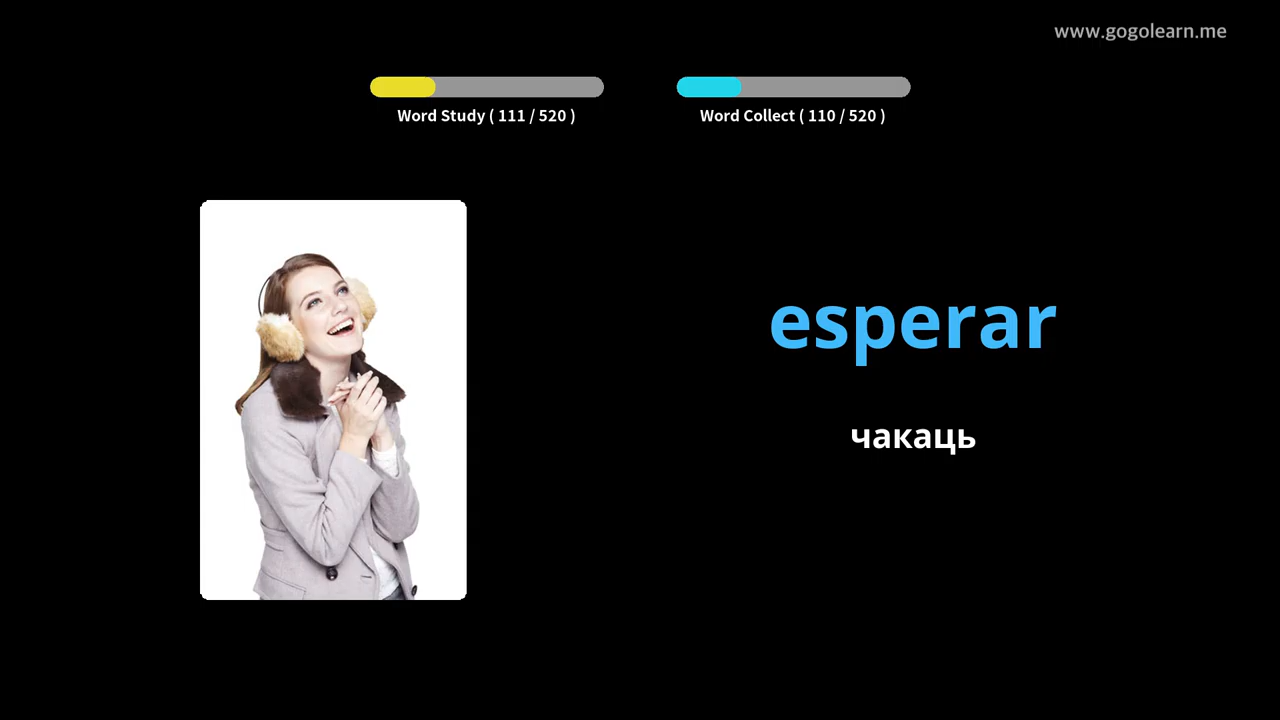 www.gogolearn.me
Word Study ( 111 / 520 )
Word Collect ( 110 / 520 )
esperar
чакаць